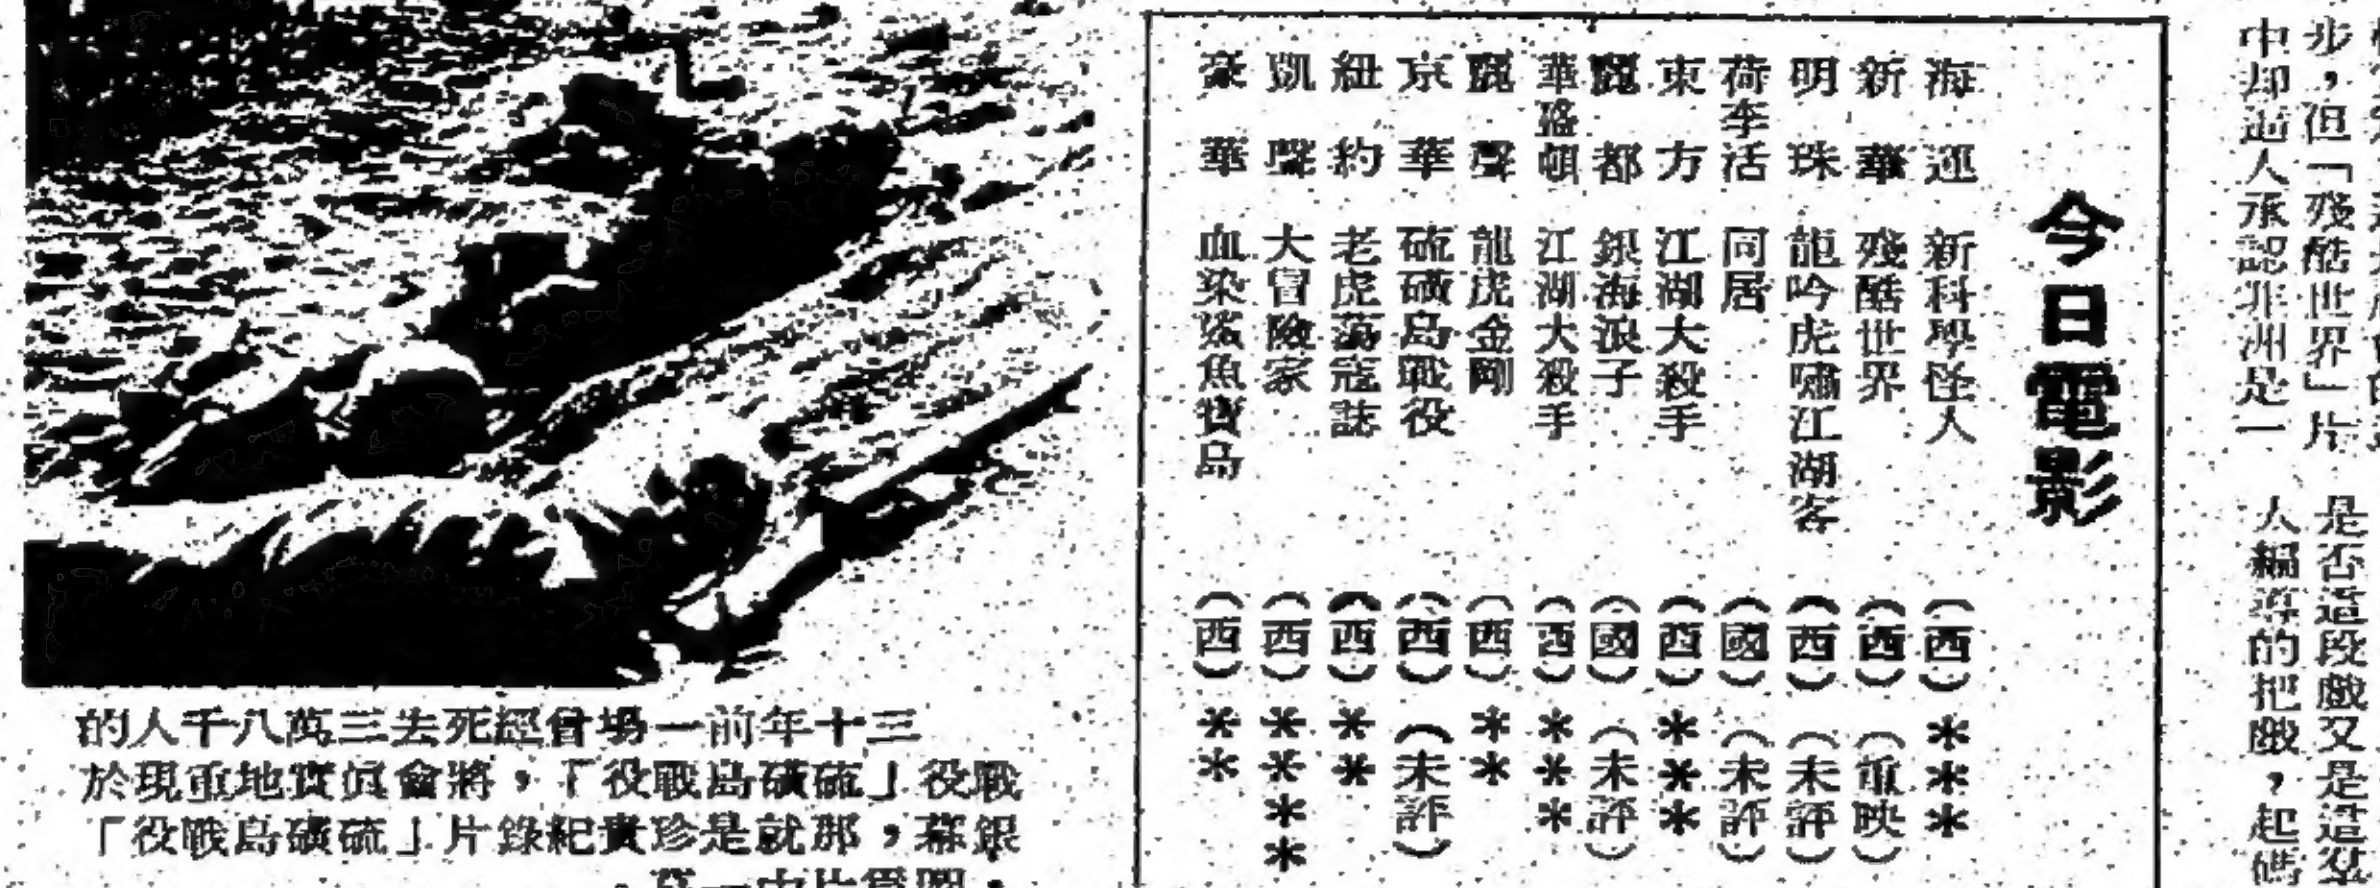 步，但「殘酷世界」片
中却逅人承認非洲是一
是否這段戲又是這羣
人編導的把戲，起碼
今日電影
海運 新科學怪人 （西）＊＊＊
新華 殘酷世界 （西）（重映）
明珠 龍吟虎嘯江湖客 （西）（未評）
荷李活 同居 （國）（未評）
東方 江湖大殺手 （西）＊＊＊
麗都 銀海浪子 （國）（未評）
華盛頓 江湖大殺手 （西）＊＊＊
麗聲 龍虎金剛 （西）＊＊
京華 硫磺島戰役 （西）（未評）
紐約 老虎蕩寇誌 （西）＊＊
凱聲 大冒險家 （西）＊＊＊＊
豪華 血染鯊魚寶島 （西）＊＊
三十年前一場曾經死去三萬八千人的
戰役「硫磺島戰役」，將會真實地重現於
銀幕，那就是珍貴紀錄片「硫磺島戰役」